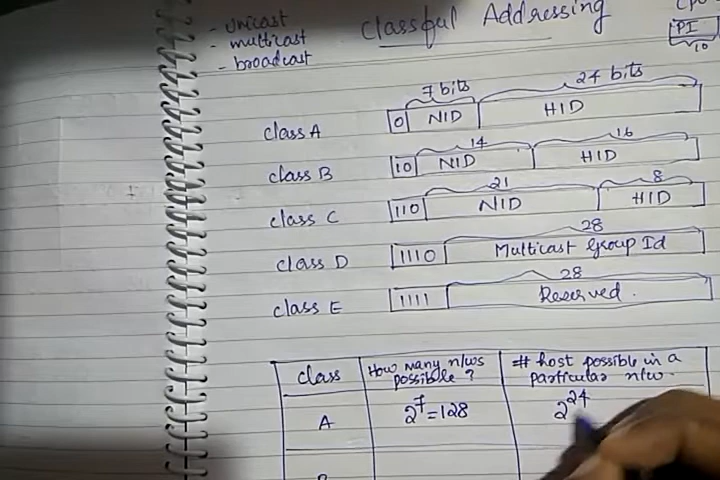 - Unicast
- multicast
- broadcast
Classful Addressing
PI
10
7 bits
24 bits
class A
0
NID
HID
14
16
class B
10
NID
HID
21
8
class C
110
NID
HID
28
class D
1110
Multicast Group Id
28
class E
1111
Reserved.
class
How many n/ws
possible?
# host possible in a
particular n/w.
A
2^7 = 128
2^24